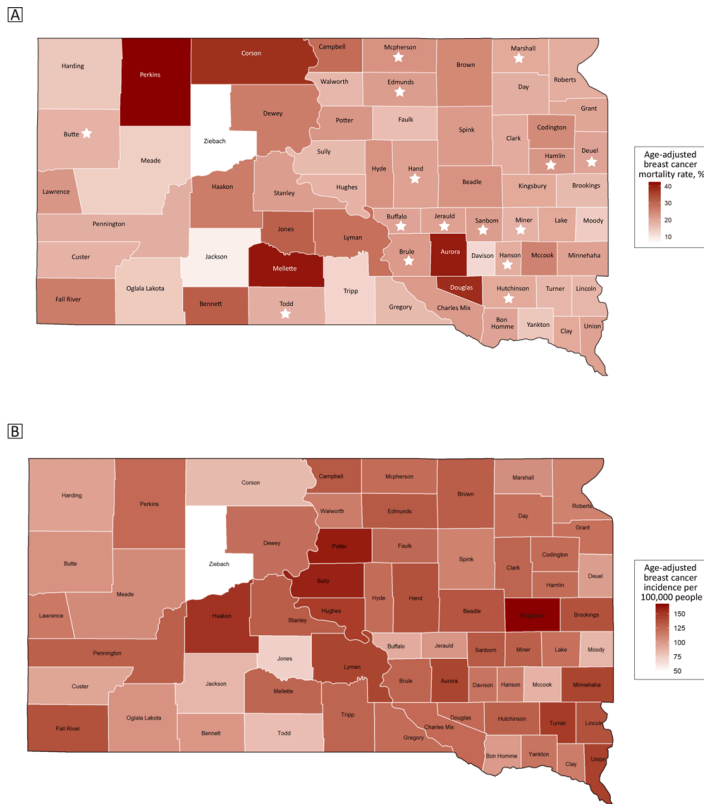 A
Harding
Perkins
Corson
Campbell
Mcpherson
Marshall
Roberts
Brown
Walworth
Edmunds
Day
Grant
Butte
Dewey
Ziebach
Potter
Faulk
Spink
Clark
Codington
Hamlin
Deuel
Meade
Sully
Hyde
Hand
Beadle
Kingsbury
Brookings
Lawrence
Haakon
Stanley
Hughes
Pennington
Jones
Lyman
Buffalo
Jerauld
Sanborn
Miner
Lake
Moody
Custer
Jackson
Mellette
Brule
Aurora
Davison
Hanson
Mccook
Minnehaha
Fall River
Oglala Lakota
Bennett
Todd
Tripp
Gregory
Charles Mix
Douglas
Hutchinson
Turner
Lincoln
Bon
Homme
Yankton
Clay
Union
Age-adjusted
breast cancer
mortality rate, %
40
30
20
10
B
Harding
Perkins
Corson
Campbell
Mcpherson
Brown
Marshall
Roberts
Walworth
Edmunds
Day
Grant
Butte
Ziebach
Dewey
Potter
Faulk
Spink
Clark
Codington
Hamlin
Deuel
Meade
Sully
Hyde
Hand
Beadle
Brookings
Lawrence
Haakon
Stanley
Hughes
Pennington
Jones
Lyman
Buffalo
Jerauld
Sanborn
Miner
Lake
Moody
Custer
Jackson
Mellette
Brule
Aurora
Davison
Hanson
Mccook
Minnehaha
Fall River
Oglala Lakota
Bennett
Todd
Tripp
Gregory
Charles Mix
Douglas
Hutchinson
Turner
Lincoln
Bon Homme
Yankton
Clay
Union
Age-adjusted
breast cancer
incidence per
100,000 people
150
125
100
75
50